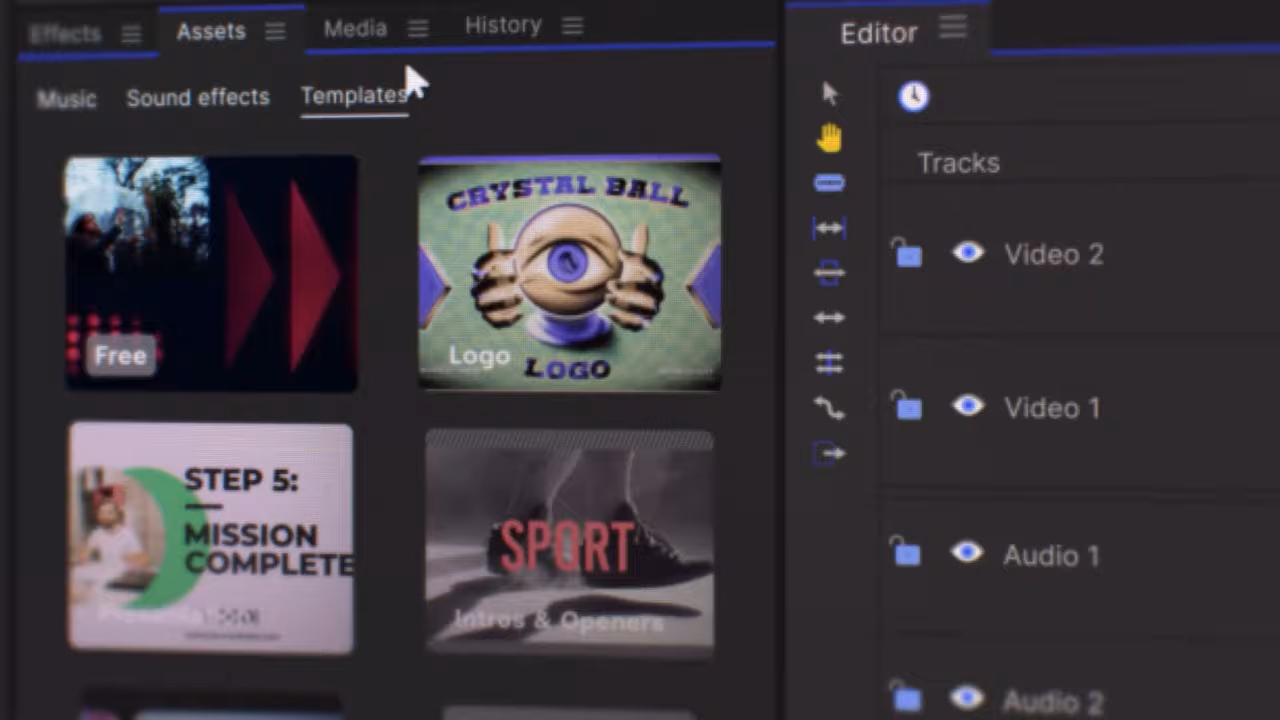 Effects
Assets
Media
History
Music
Sound effects
Templates
Free
CRYSTAL BALL
Logo
LOGO
STEP 5:
MISSION
COMPLETE
SPORT
Intros & Openers
Editor
Tracks
Video 2
Video 1
Audio 1
Audio 2